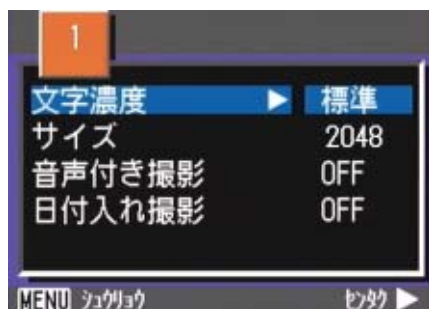 1
文字濃度 ▶ 標準
サイズ 2048
音声付き撮影 OFF
日付入れ撮影 OFF
MENU シュウリョウ センタク ▶